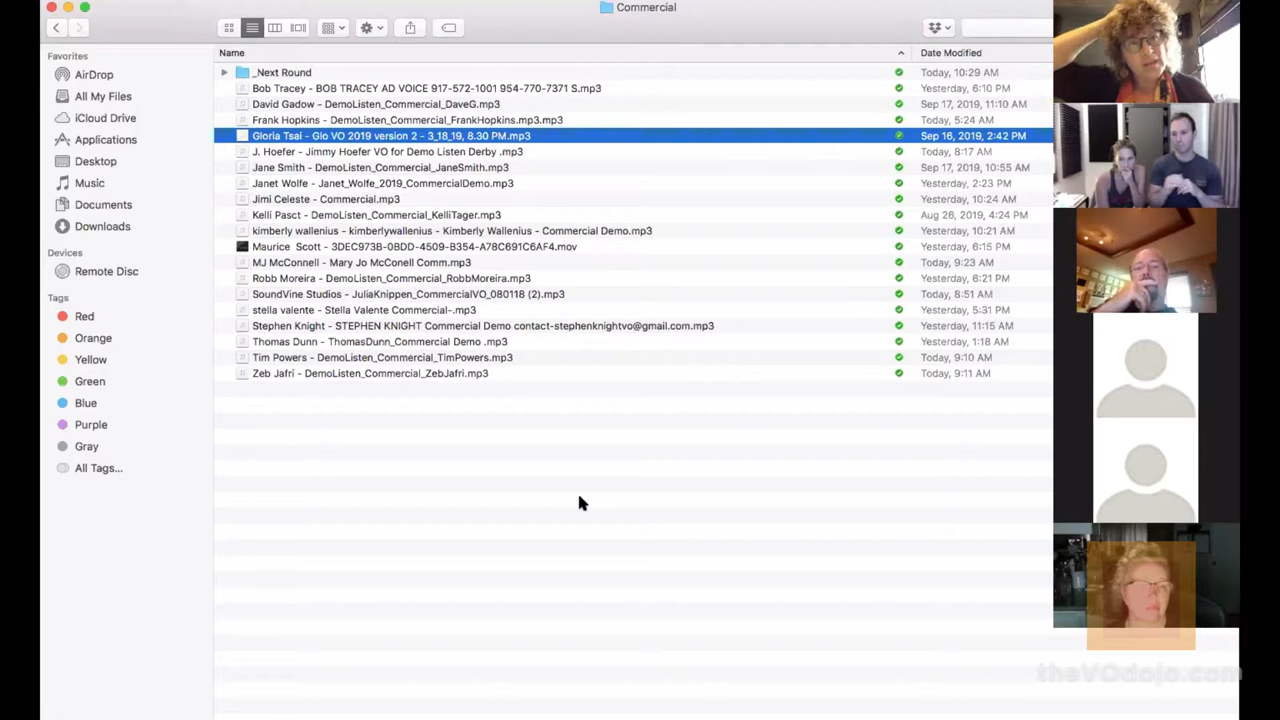 Commercial
Name Date Modified
Favorites
AirDrop
All My Files
iCloud Drive
Applications
Desktop
Music
Documents
Downloads
Devices
Remote Disc
Tags
Red
Orange
Yellow
Green
Blue
Purple
Gray
All Tags...
_Next Round Today, 10:29 AM
Bob Tracey - BOB TRACEY AD VOICE 917-572-1001 954-770-7371 S.mp3 Yesterday, 6:10 PM
David Gadow - DemoListen_Commercial_DaveG.mp3 Sep 17, 2019, 11:10 AM
Frank Hopkins - DemoListen_Commercial_FrankHopkins.mp3.mp3 Today, 5:24 AM
Gloria Tsai - Glo VO 2019 version 2 - 3_18_19, 8.30 PM.mp3 Sep 16, 2019, 2:42 PM
J. Hoefer - Jimmy Hoefer VO for Demo Listen Derby .mp3 Today, 8:17 AM
Jane Smith - DemoListen_Commercial_JaneSmith.mp3 Sep 17, 2019, 10:55 AM
Janet Wolfe - Janet_Wolfe_2019_CommercialDemo.mp3 Yesterday, 2:23 PM
Jimi Celeste - Commercial.mp3 Yesterday, 10:24 AM
Kelli Pasct - DemoListen_Commercial_KelliTager.mp3 Aug 26, 2019, 4:24 PM
kimberly wallenius - kimberlywallenius - Kimberly Wallenius - Commercial Demo.mp3 Yesterday, 10:21 AM
Maurice Scott - 3DEC973B-0BDD-4509-B354-A78C691C6AF4.mov Yesterday, 6:15 PM
MJ McConnell - Mary Jo McConell Comm.mp3 Today, 9:23 AM
Robb Moreira - DemoListen_Commercial_RobbMoreira.mp3 Yesterday, 6:21 PM
SoundVine Studios - JuliaKnippen_CommercialVO_080118 (2).mp3 Today, 8:51 AM
stella valente - Stella Valente Commercial-.mp3 Yesterday, 5:31 PM
Stephen Knight - STEPHEN KNIGHT Commercial Demo contact-stephenknightvo@gmail.com.mp3 Yesterday, 11:15 AM
Thomas Dunn - ThomasDunn_Commercial Demo .mp3 Yesterday, 1:18 AM
Tim Powers - DemoListen_Commercial_TimPowers.mp3 Today, 9:10 AM
Zeb Jafri - DemoListen_Commercial_ZebJafri.mp3 Today, 9:11 AM
theVOdojo.com